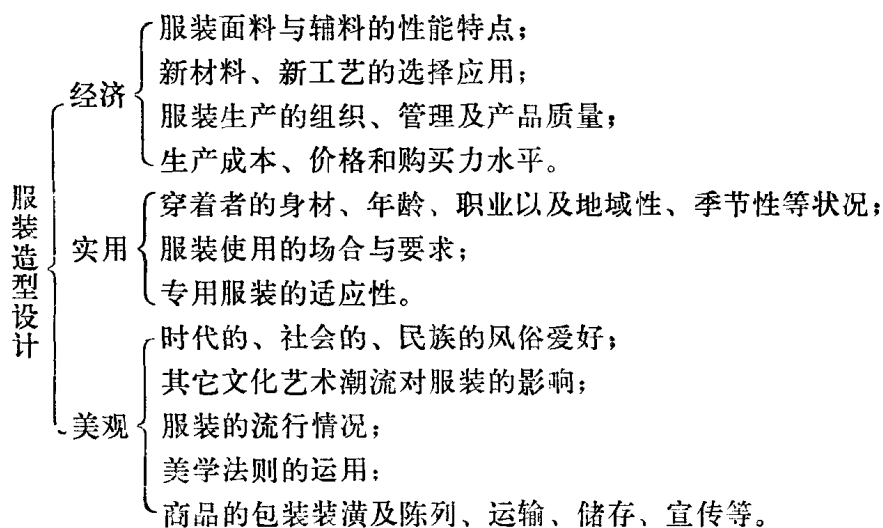 服装造型设计
经济
服装面料与辅料的性能特点；
新材料、新工艺的选择应用；
服装生产的组织、管理及产品质量；
生产成本、价格和购买力水平。
实用
穿着者的身材、年龄、职业以及地域性、季节性等状况；
服装使用的场合与要求；
专用服装的适应性。
美观
时代的、社会的、民族的风俗爱好；
其它文化艺术潮流对服装的影响；
服装的流行情况；
美学法则的运用；
商品的包装装潢及陈列、运输、储存、宣传等。